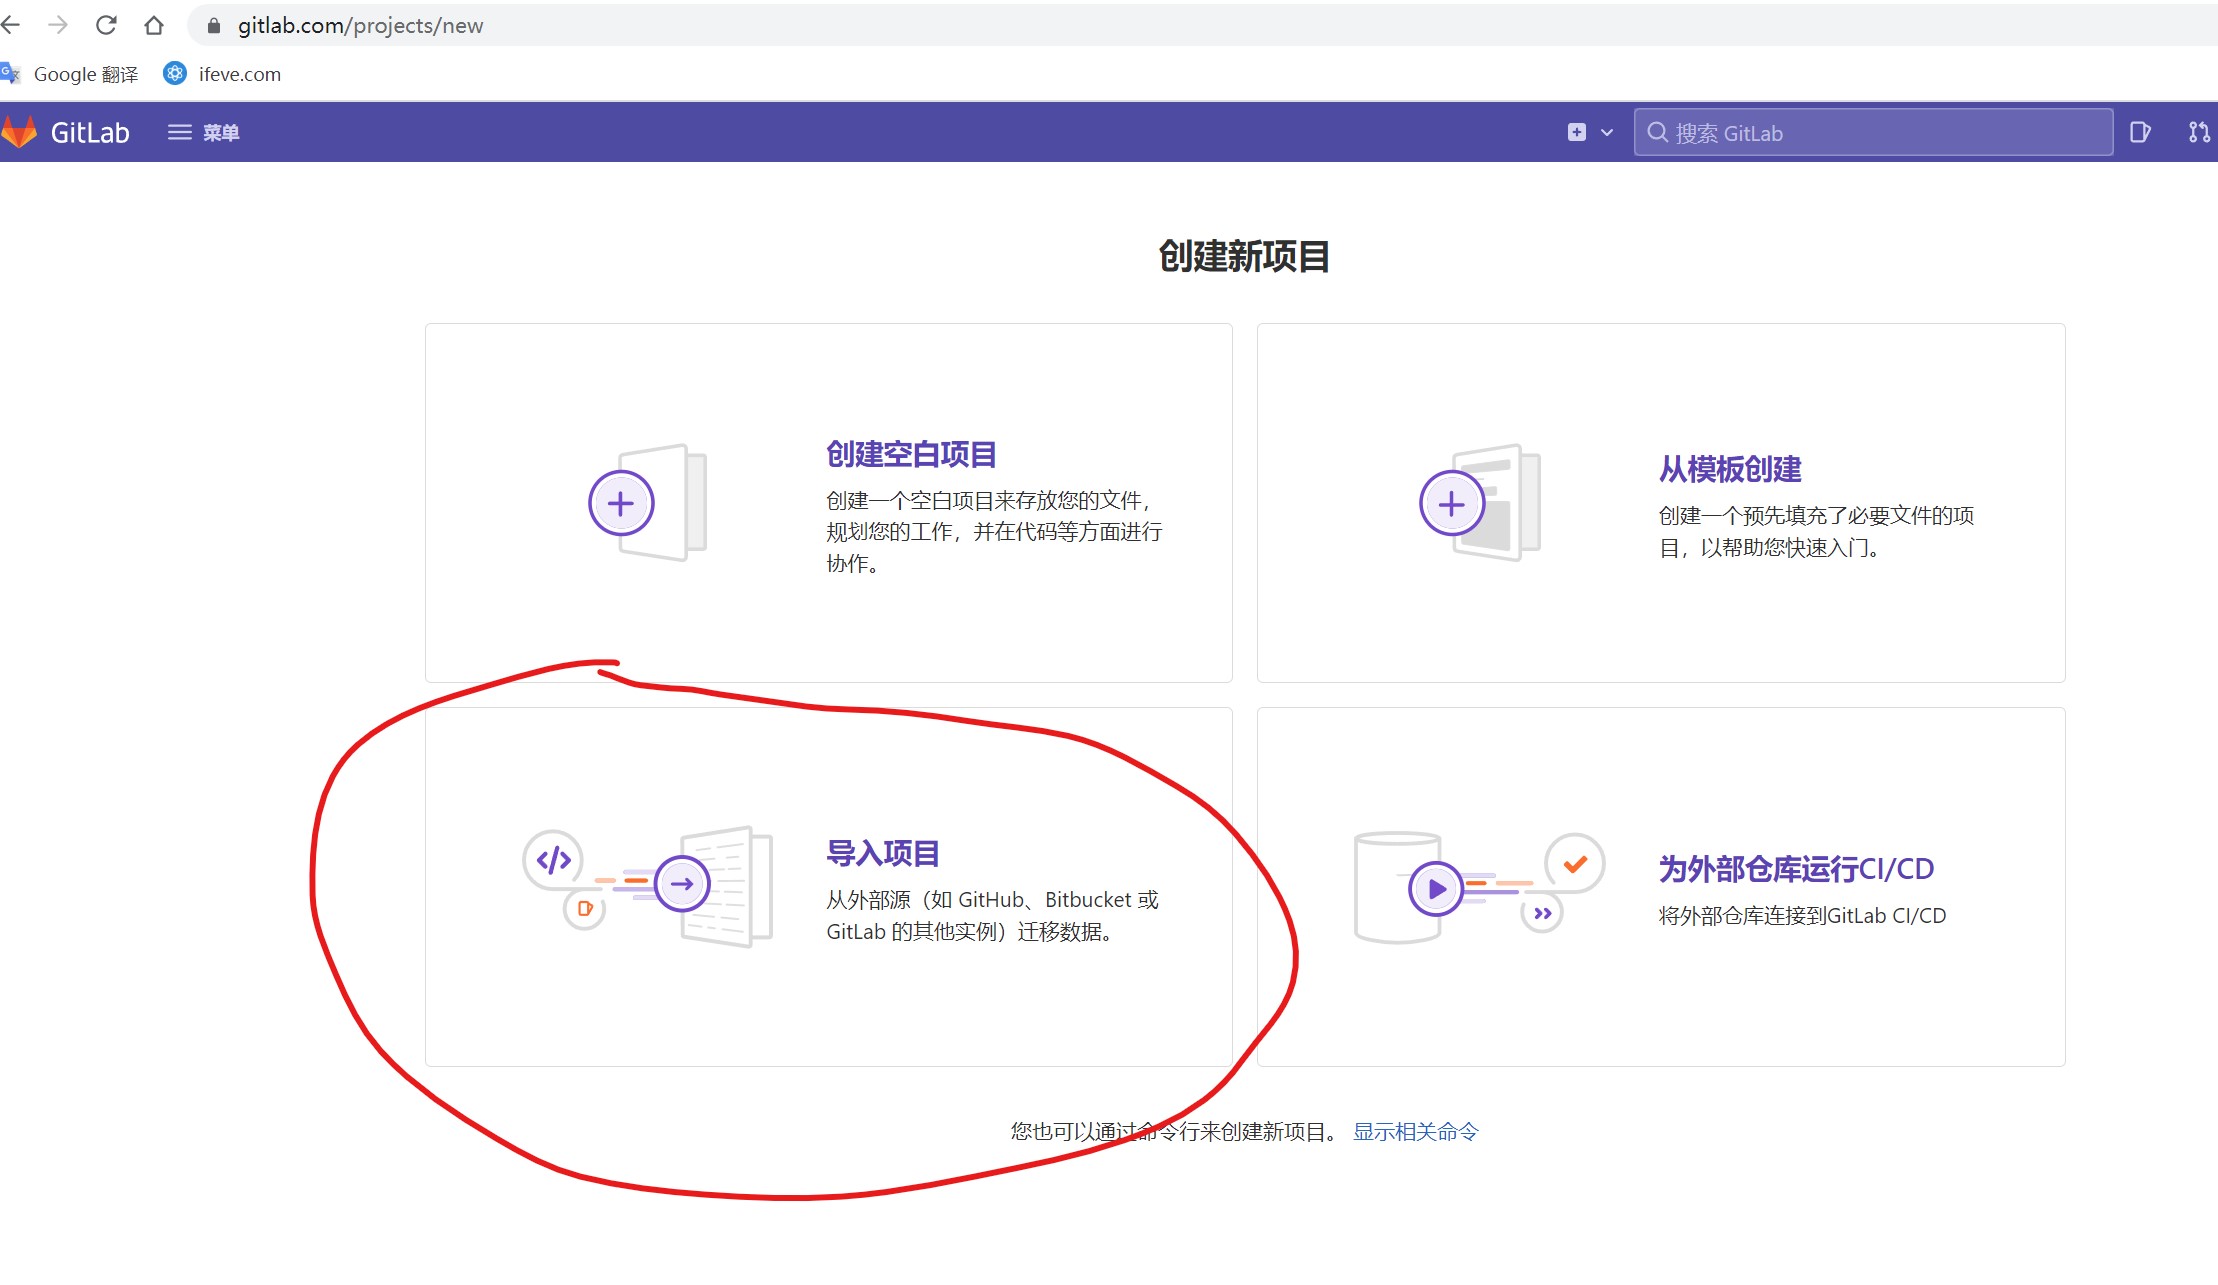 gitlab.com/projects/new
Google 翻译 ifeve.com
GitLab 菜单 搜索 GitLab
创建新项目
创建空白项目
创建一个空白项目来存放您的文件，
规划您的工作，并在代码等方面进行
协作。
从模板创建
创建一个预先填充了必要文件的项
目，以帮助您快速入门。
导入项目
从外部源（如 GitHub、Bitbucket 或
GitLab 的其他实例）迁移数据。
为外部仓库运行CI/CD
将外部仓库连接到GitLab CI/CD
您也可以通过命令行来创建新项目。 显示相关命令